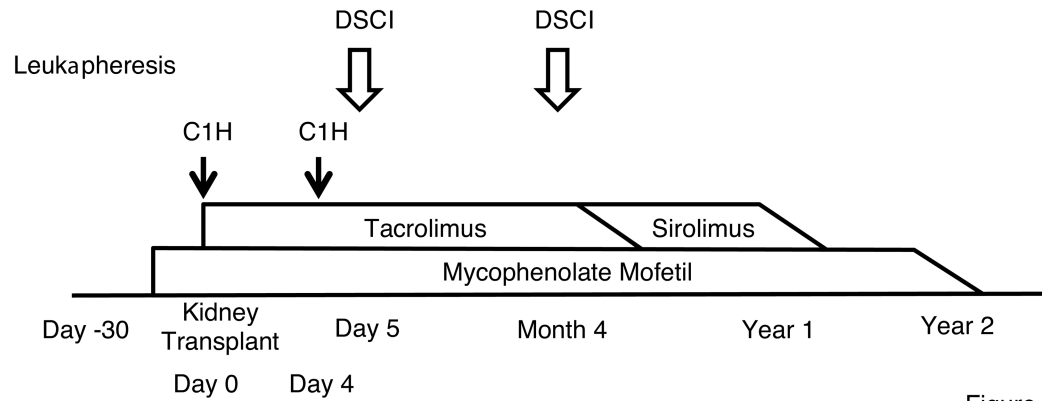 DSCI DSCI
Leukapheresis
C1H C1H
Tacrolimus Sirolimus
Mycophenolate Mofetil
Day -30 Kidney Transplant Day 5 Month 4 Year 1 Year 2
Day 0 Day 4
Figure